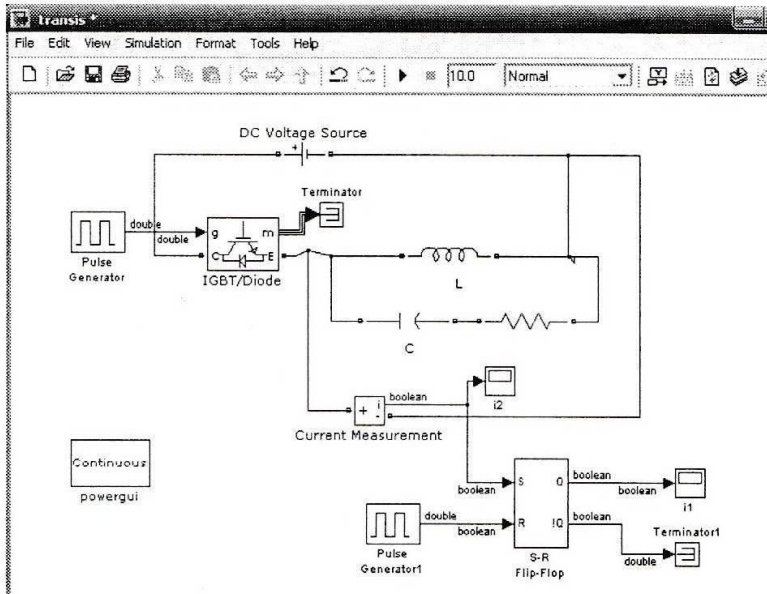 transis *
File Edit View Simulation Format Tools Help
10.0 Normal
DC Voltage Source
+
Terminator
double
double
g m
C E
Pulse
Generator
IGBT/Diode
L
C
boolean
i2
+ i
-
Current Measurement
Continuous
powergui
boolean
S Q
boolean
boolean
i1
double
boolean
R !Q
boolean
double
Terminator1
Pulse
Generator1
S-R
Flip-Flop